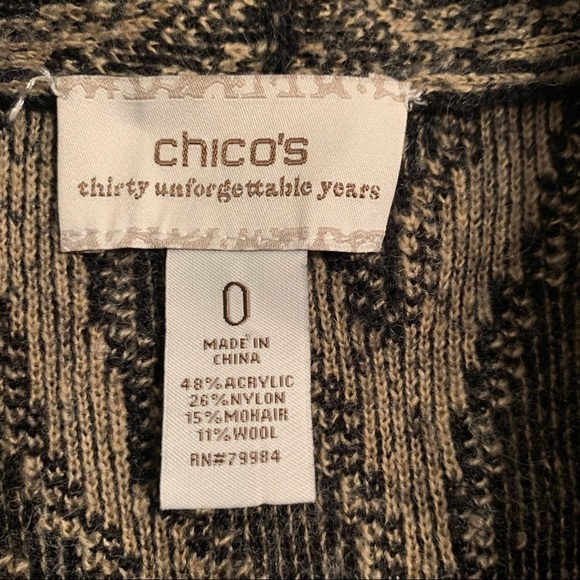 chico's
thirty unforgettable years
0
MADE IN
CHINA
48%ACRYLIC
26%NYLON
15%MOHAIR
11%WOOL
RN#79984